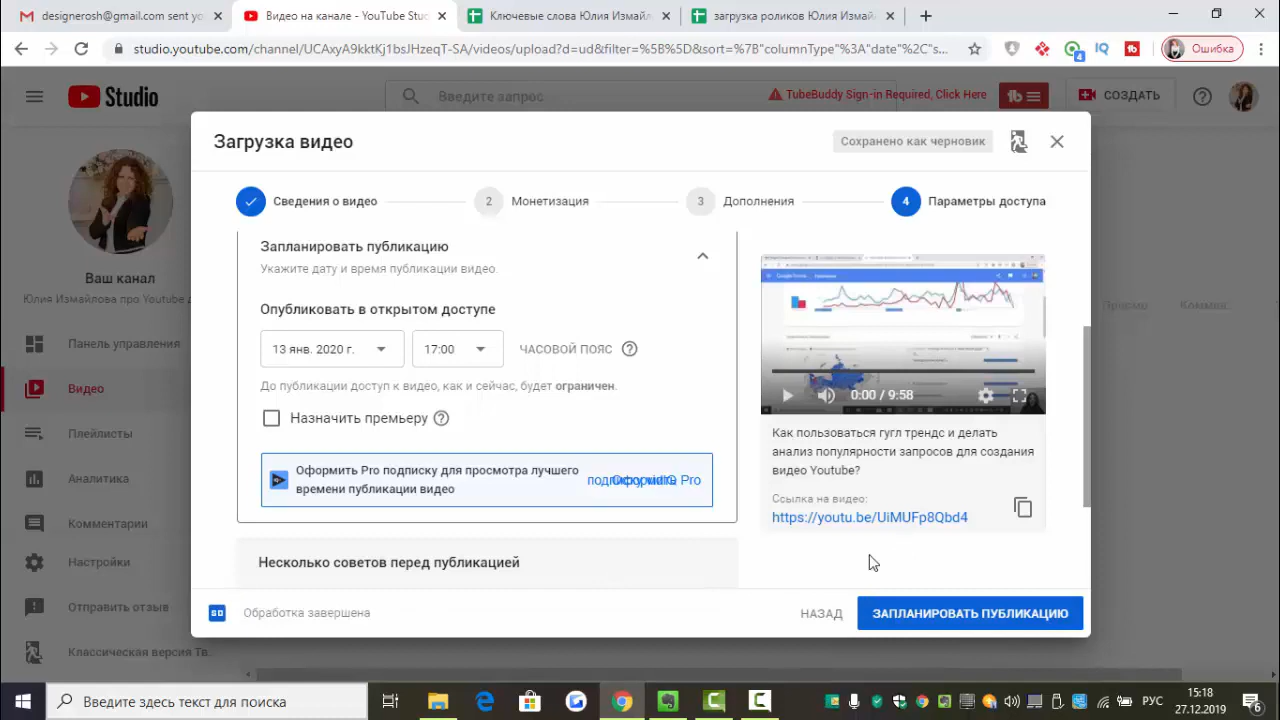 designerosh@gmail.com sent yo
Видео на канале - YouTube Stu
Ключевые слова Юлия Измайл
загрузка роликов Юлия Измай
studio.youtube.com/channel/UCAxyA9kktKj1bsJHzeqT-SA/videos/upload?d=ud&filter=%5B%5D&sort=%7B"columnType"%3A"date"%2C"s...
4
IQ
tb
Ошибка
Studio
Введите запрос
TubeBuddy Sign-in Required, Click Here
tb
СОЗДАТЬ
Загрузка видео
Сохранено как черновик
Сведения о видео
2
Монетизация
3
Дополнения
4
Параметры доступа
Ваш канал
Юлия Измайлова про Youtube
Панель управления
Видео
Плейлисты
Аналитика
Комментарии
Настройки
Отправить отзыв
Классическая версия Тв..
Запланировать публикацию
Укажите дату и время публикации видео.
Опубликовать в открытом доступе
13 янв. 2020 г.
17:00
ЧАСОВОЙ ПОЯС
До публикации доступ к видео, как и сейчас, будет ограничен.
Назначить премьеру
Оформить Pro подписку для просмотра лучшего
времени публикации видео
Pro
Несколько советов перед публикацией
0:00 / 9:58
Как пользоваться гугл трендс и делать
анализ популярности запросов для создания
видео Youtube?
Ссылка на видео:
https://youtu.be/UiMUFp8Qbd4
SD
Обработка завершена
НАЗАД
ЗАПЛАНИРОВАТЬ ПУБЛИКАЦИЮ
Введите здесь текст для поиска
РУС
15:18
27.12.2019
6